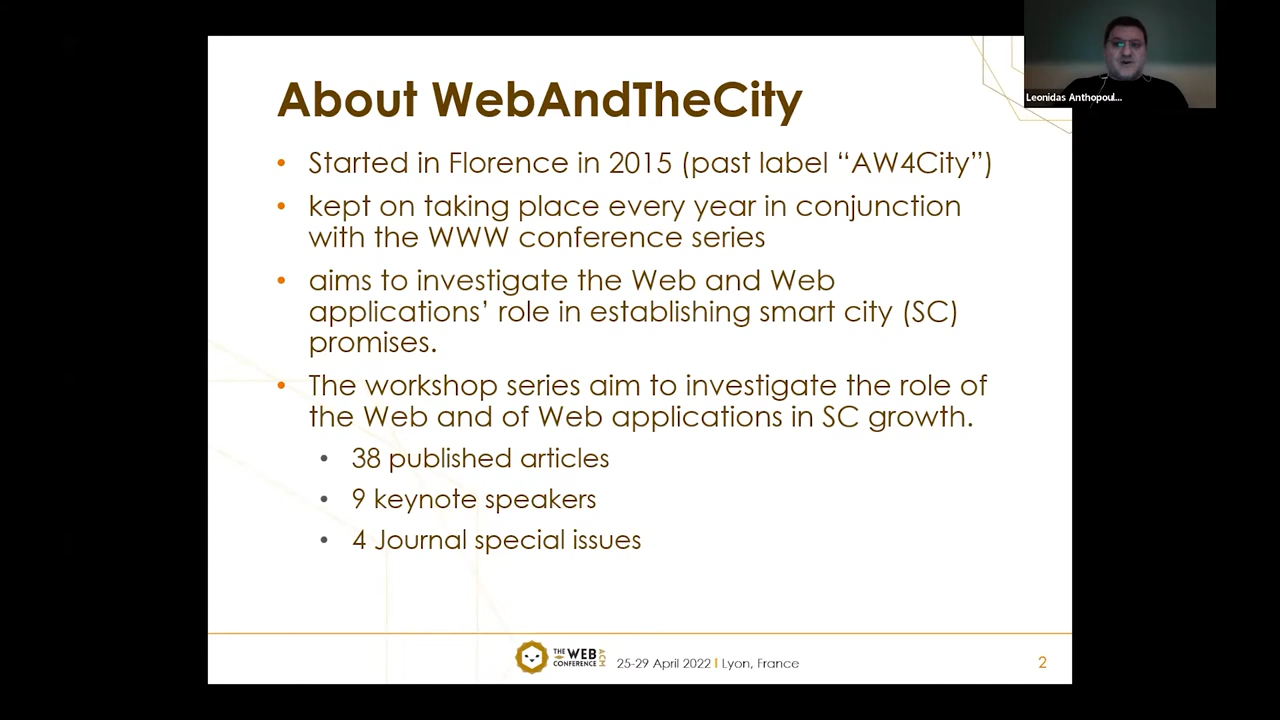 About WebAndTheCity
Leonidas Anthopoul...
• Started in Florence in 2015 (past label “AW4City”)
• kept on taking place every year in conjunction
with the WWW conference series
• aims to investigate the Web and Web
applications’ role in establishing smart city (SC)
promises.
• The workshop series aim to investigate the role of
the Web and of Web applications in SC growth.
• 38 published articles
• 9 keynote speakers
• 4 Journal special issues
THE WEB CONFERENCE ACM
25-29 April 2022 | Lyon, France
2